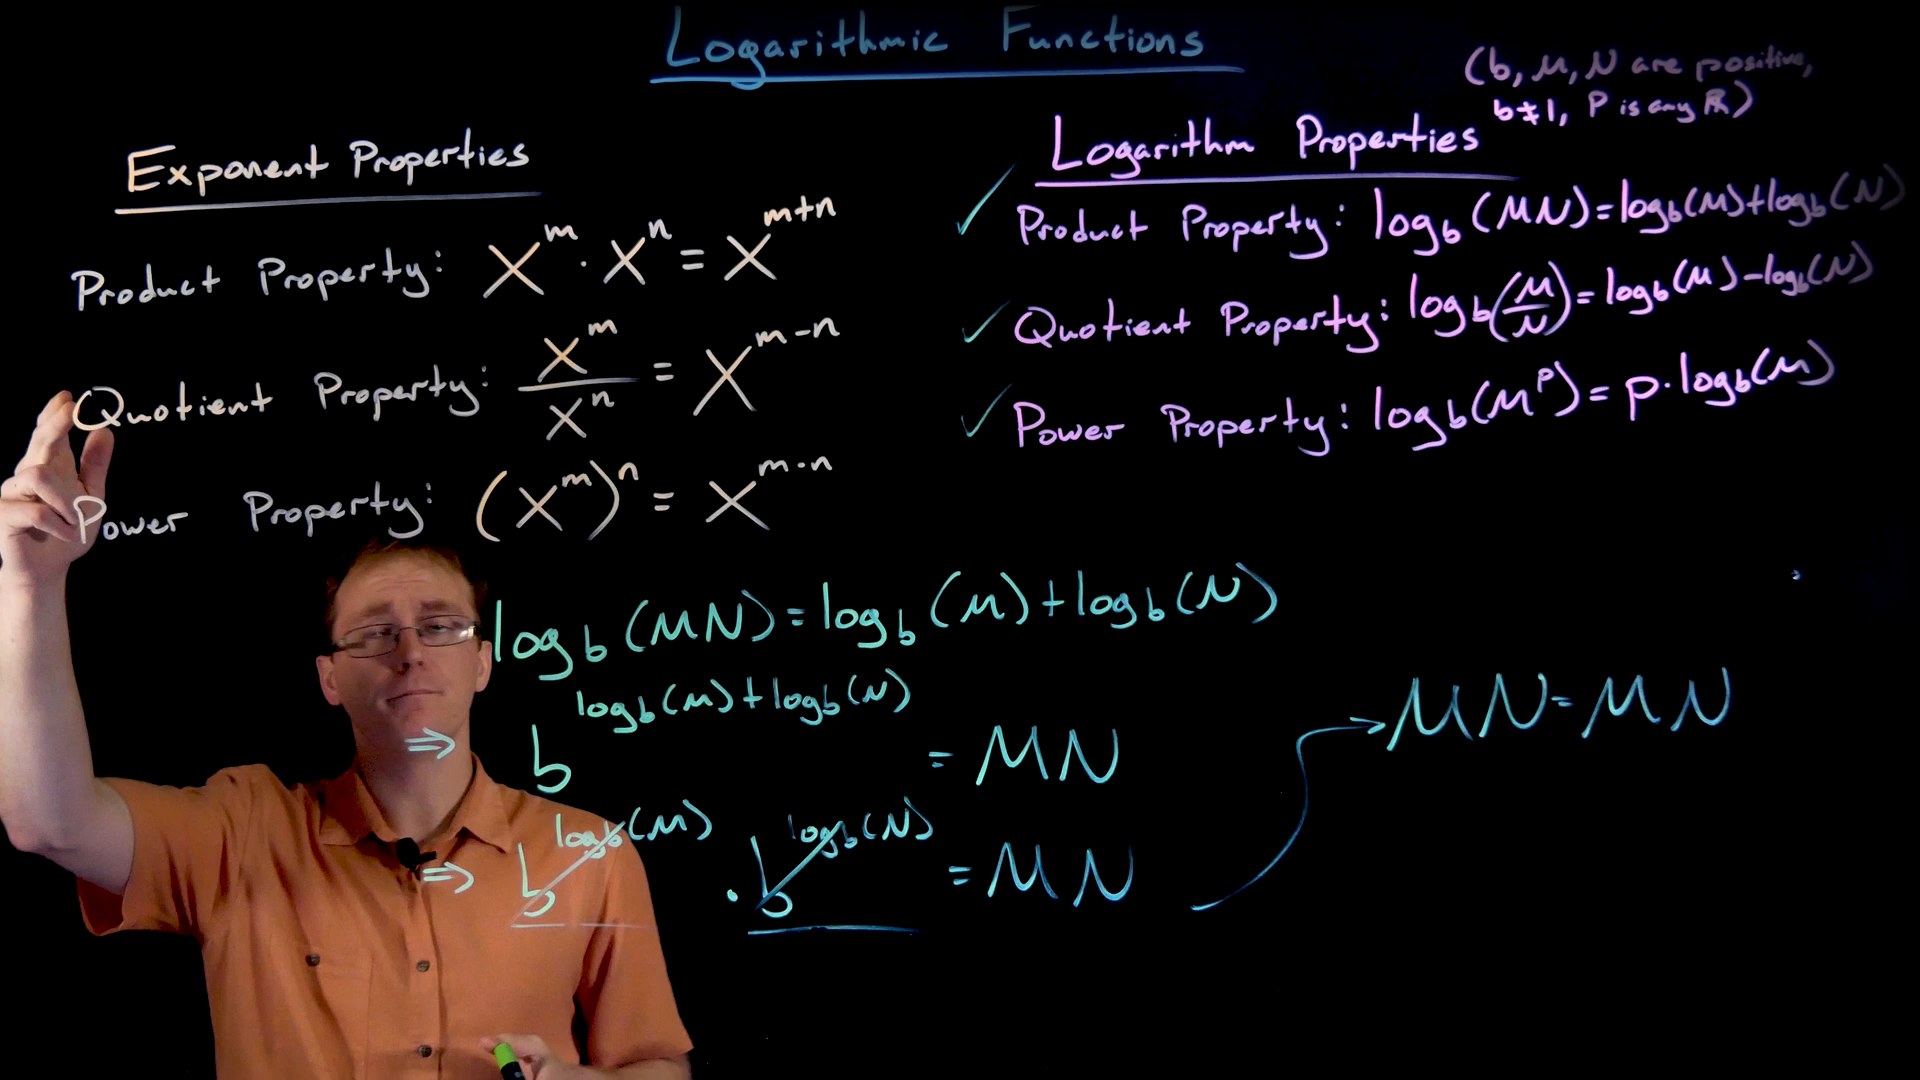 Logarithmic Functions
(b, M, N are positive,
b≠1, P is any ℝ)
Exponent Properties
Product Property: x^m · x^n = x^(m+n)
Quotient Property: x^m / x^n = x^(m-n)
Power Property: (x^m)^n = x^(m·n)
Logarithm Properties
✓ Product Property: log_b(MN) = log_b(M) + log_b(N)
✓ Quotient Property: log_b(M/N) = log_b(M) - log_b(N)
✓ Power Property: log_b(M^p) = p · log_b(M)
log_b(MN) = log_b(M) + log_b(N)
⇒ b^(log_b(M) + log_b(N)) = MN
⇒ b^(log_b(M)) · b^(log_b(N)) = MN
→ MN = MN